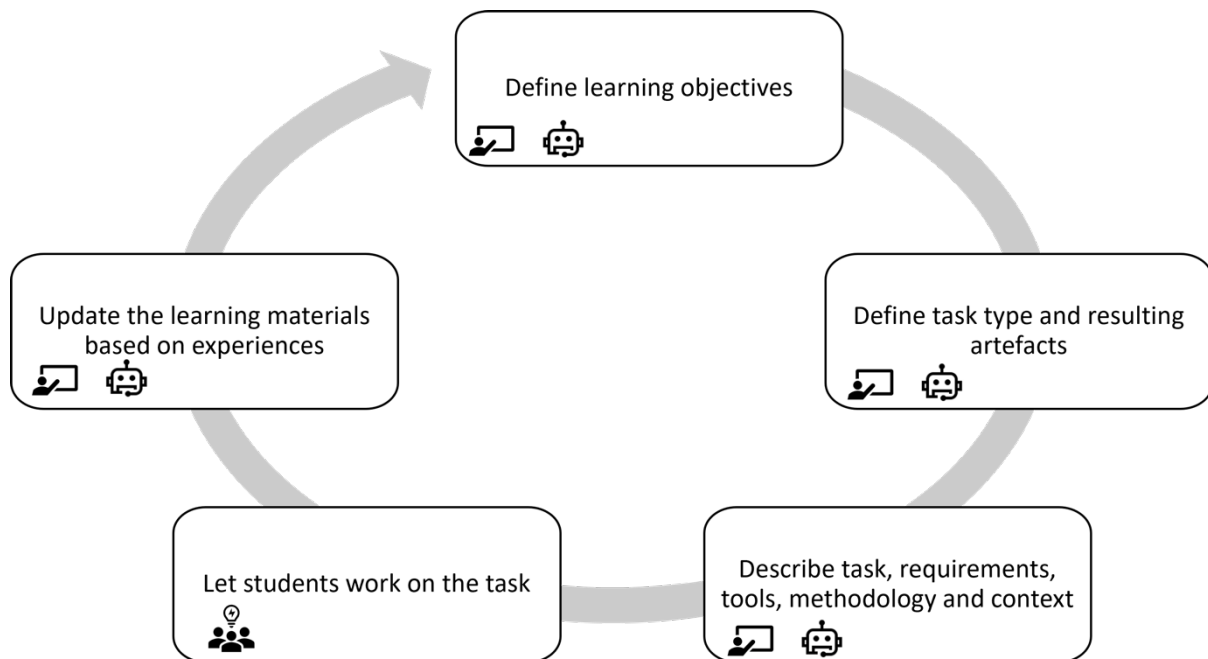 Define learning objectives
Define task type and resulting
artefacts
Describe task, requirements,
tools, methodology and context
Let students work on the task
Update the learning materials
based on experiences